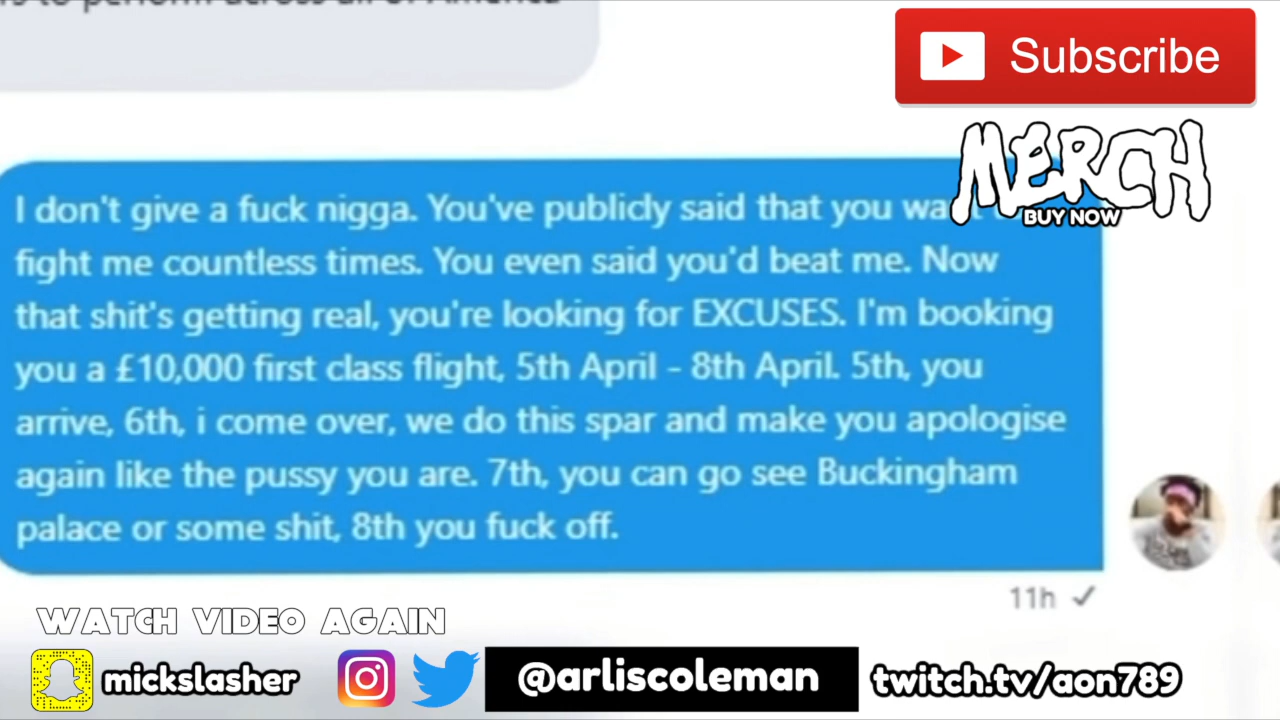 Subscribe
MERCH
BUY NOW
I don't give a fuck nigga. You've publicly said that you
fight me countless times. You even said you'd beat me. Now
that shit's getting real, you're looking for EXCUSES. I'm booking
you a £10,000 first class flight, 5th April - 8th April. 5th, you
arrive, 6th, i come over, we do this spar and make you apologise
again like the pussy you are. 7th, you can go see Buckingham
palace or some shit, 8th you fuck off.
11h
WATCH VIDEO AGAIN
mickslasher
@arliscoleman
twitch.tv/aon789